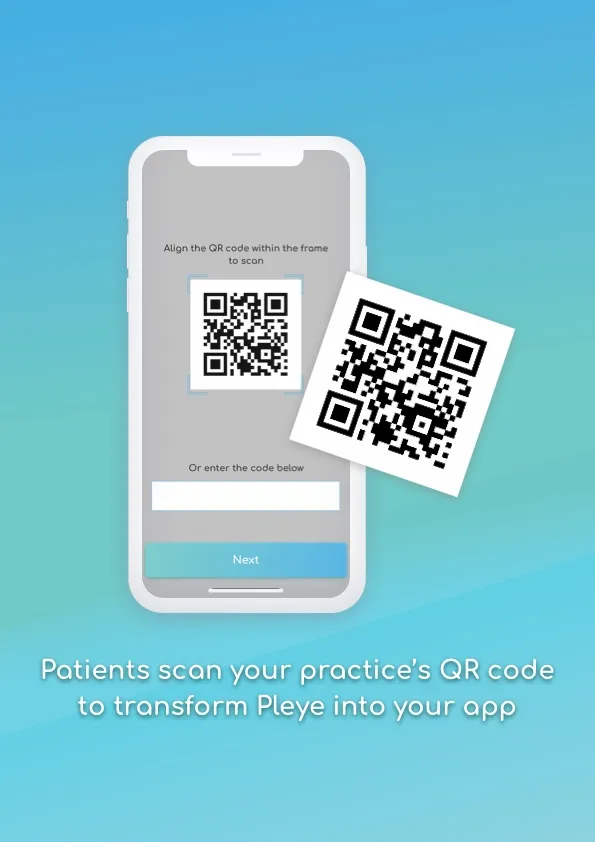 Align the QR code within the frame
to scan
Or enter the code below
Next
Patients scan your practice’s QR code
to transform Pleye into your app